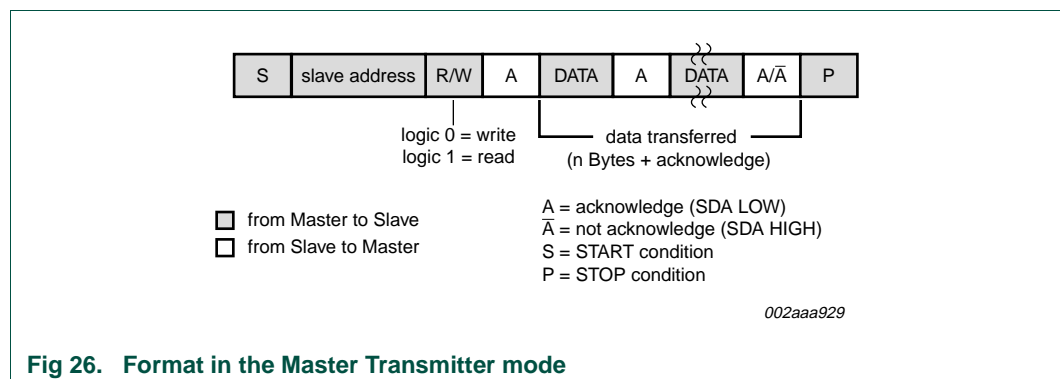 S slave address R/W A DATA A DATA A/A̅ P
logic 0 = write
logic 1 = read
data transferred
(n Bytes + acknowledge)
from Master to Slave
from Slave to Master
A = acknowledge (SDA LOW)
A̅ = not acknowledge (SDA HIGH)
S = START condition
P = STOP condition
002aaa929
Fig 26. Format in the Master Transmitter mode